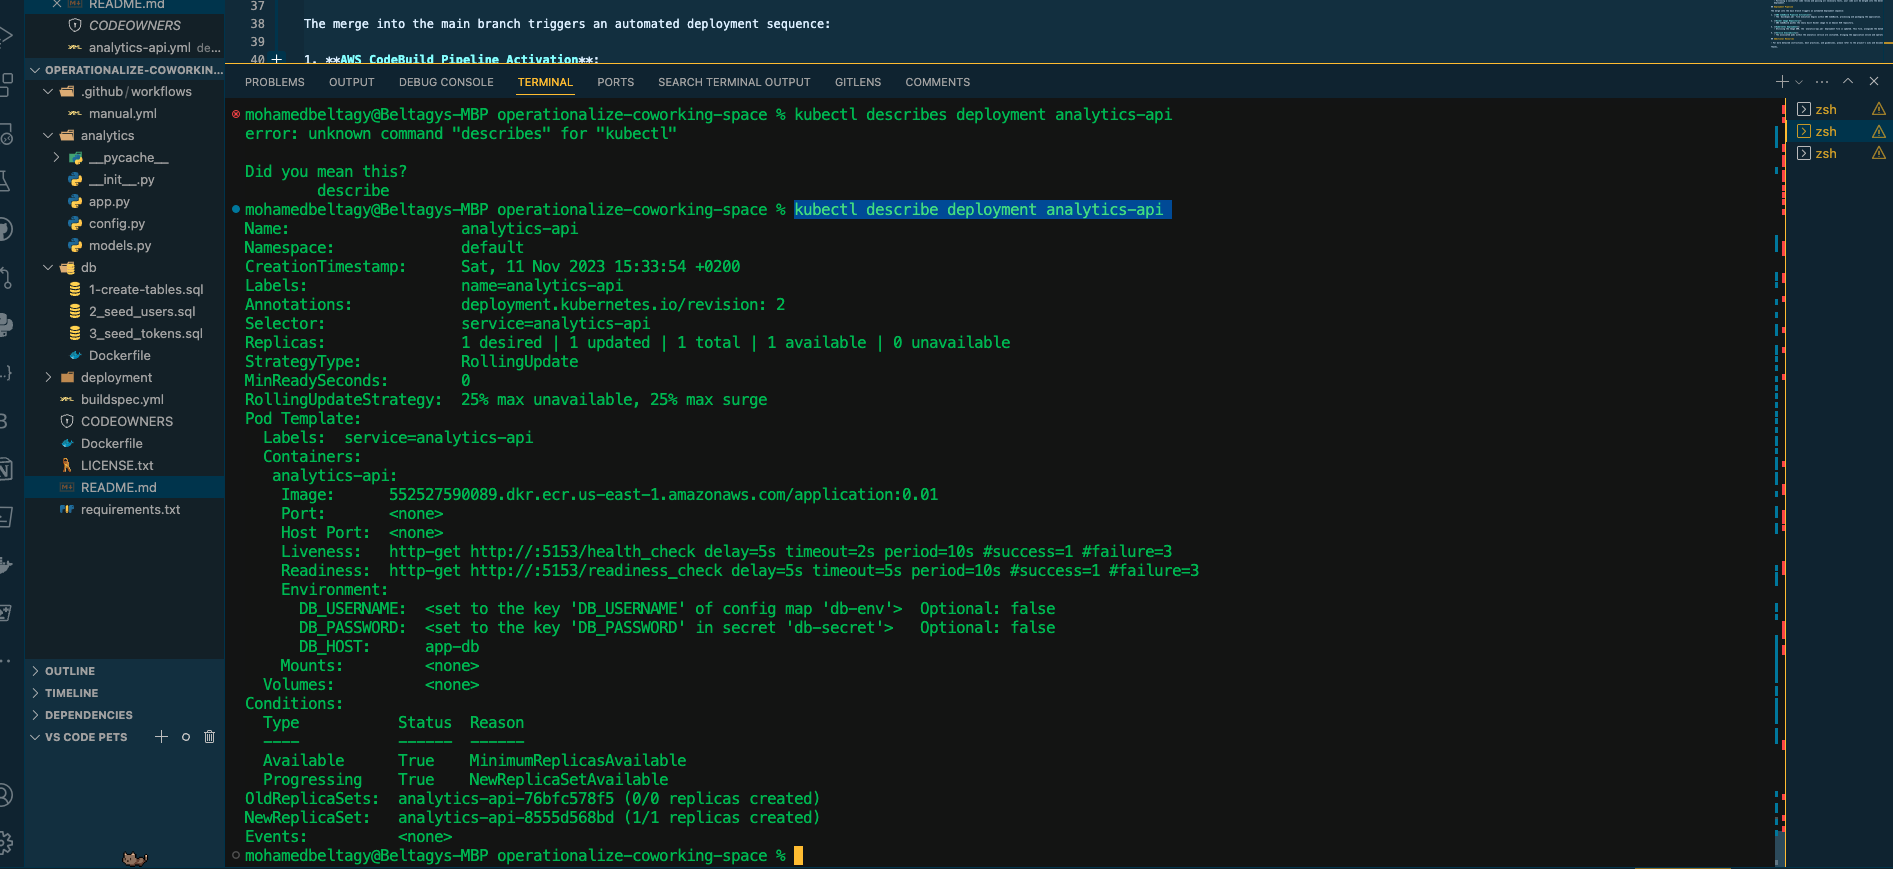 README.md
CODEOWNERS
analytics-api.yml de...
OPERATIONALIZE-COWORKIN...
.github/workflows
manual.yml
analytics
__pycache__
__init__.py
app.py
config.py
models.py
db
1-create-tables.sql
2_seed_users.sql
3_seed_tokens.sql
Dockerfile
deployment
buildspec.yml
CODEOWNERS
Dockerfile
LICENSE.txt
README.md
requirements.txt
OUTLINE
TIMELINE
DEPENDENCIES
VS CODE PETS
37
38 The merge into the main branch triggers an automated deployment sequence:
39
40 1. **AWS CodeBuild Pipeline Activation**:
PROBLEMS OUTPUT DEBUG CONSOLE TERMINAL PORTS SEARCH TERMINAL OUTPUT GITLENS COMMENTS
mohamedbeltagy@Beltagys-MBP operationalize-coworking-space % kubectl describes deployment analytics-api
error: unknown command "describes" for "kubectl"
Did you mean this?
describe
mohamedbeltagy@Beltagys-MBP operationalize-coworking-space % kubectl describe deployment analytics-api
Name: analytics-api
Namespace: default
CreationTimestamp: Sat, 11 Nov 2023 15:33:54 +0200
Labels: name=analytics-api
Annotations: deployment.kubernetes.io/revision: 2
Selector: service=analytics-api
Replicas: 1 desired | 1 updated | 1 total | 1 available | 0 unavailable
StrategyType: RollingUpdate
MinReadySeconds: 0
RollingUpdateStrategy: 25% max unavailable, 25% max surge
Pod Template:
Labels: service=analytics-api
Containers:
analytics-api:
Image: 552527590089.dkr.ecr.us-east-1.amazonaws.com/application:0.01
Port: <none>
Host Port: <none>
Liveness: http-get http://:5153/health_check delay=5s timeout=2s period=10s #success=1 #failure=3
Readiness: http-get http://:5153/readiness_check delay=5s timeout=5s period=10s #success=1 #failure=3
Environment:
DB_USERNAME: <set to the key 'DB_USERNAME' of config map 'db-env'> Optional: false
DB_PASSWORD: <set to the key 'DB_PASSWORD' in secret 'db-secret'> Optional: false
DB_HOST: app-db
Mounts: <none>
Volumes: <none>
Conditions:
Type Status Reason
---- ------ ------
Available True MinimumReplicasAvailable
Progressing True NewReplicaSetAvailable
OldReplicaSets: analytics-api-76bfc578f5 (0/0 replicas created)
NewReplicaSet: analytics-api-8555d568bd (1/1 replicas created)
Events: <none>
mohamedbeltagy@Beltagys-MBP operationalize-coworking-space %
zsh
zsh
zsh